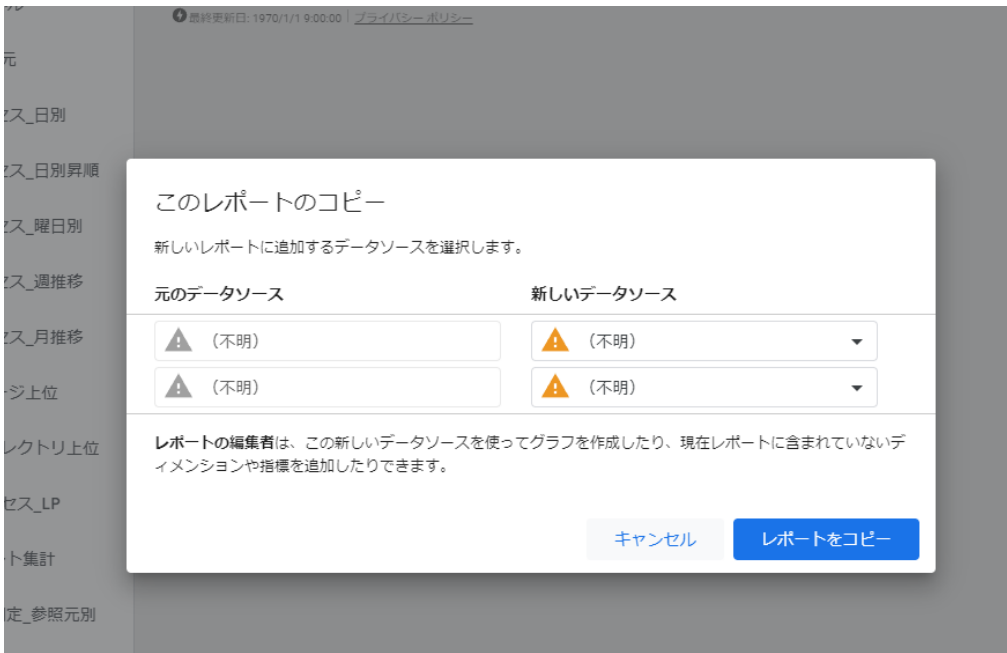 最終更新日: 1970/1/1 9:00:00 | プライバシー ポリシー
元
セス_日別
セス_日別昇順
セス_曜日別
セス_週推移
セス_月推移
ージ上位
レクトリ上位
セス_LP
ート集計
定_参照元別
このレポートのコピー
新しいレポートに追加するデータソースを選択します。
元のデータソース 新しいデータソース
(不明) (不明)
(不明) (不明)
レポートの編集者は、この新しいデータソースを使ってグラフを作成したり、現在レポートに含まれていないデ
ィメンションや指標を追加したりできます。
キャンセル レポートをコピー